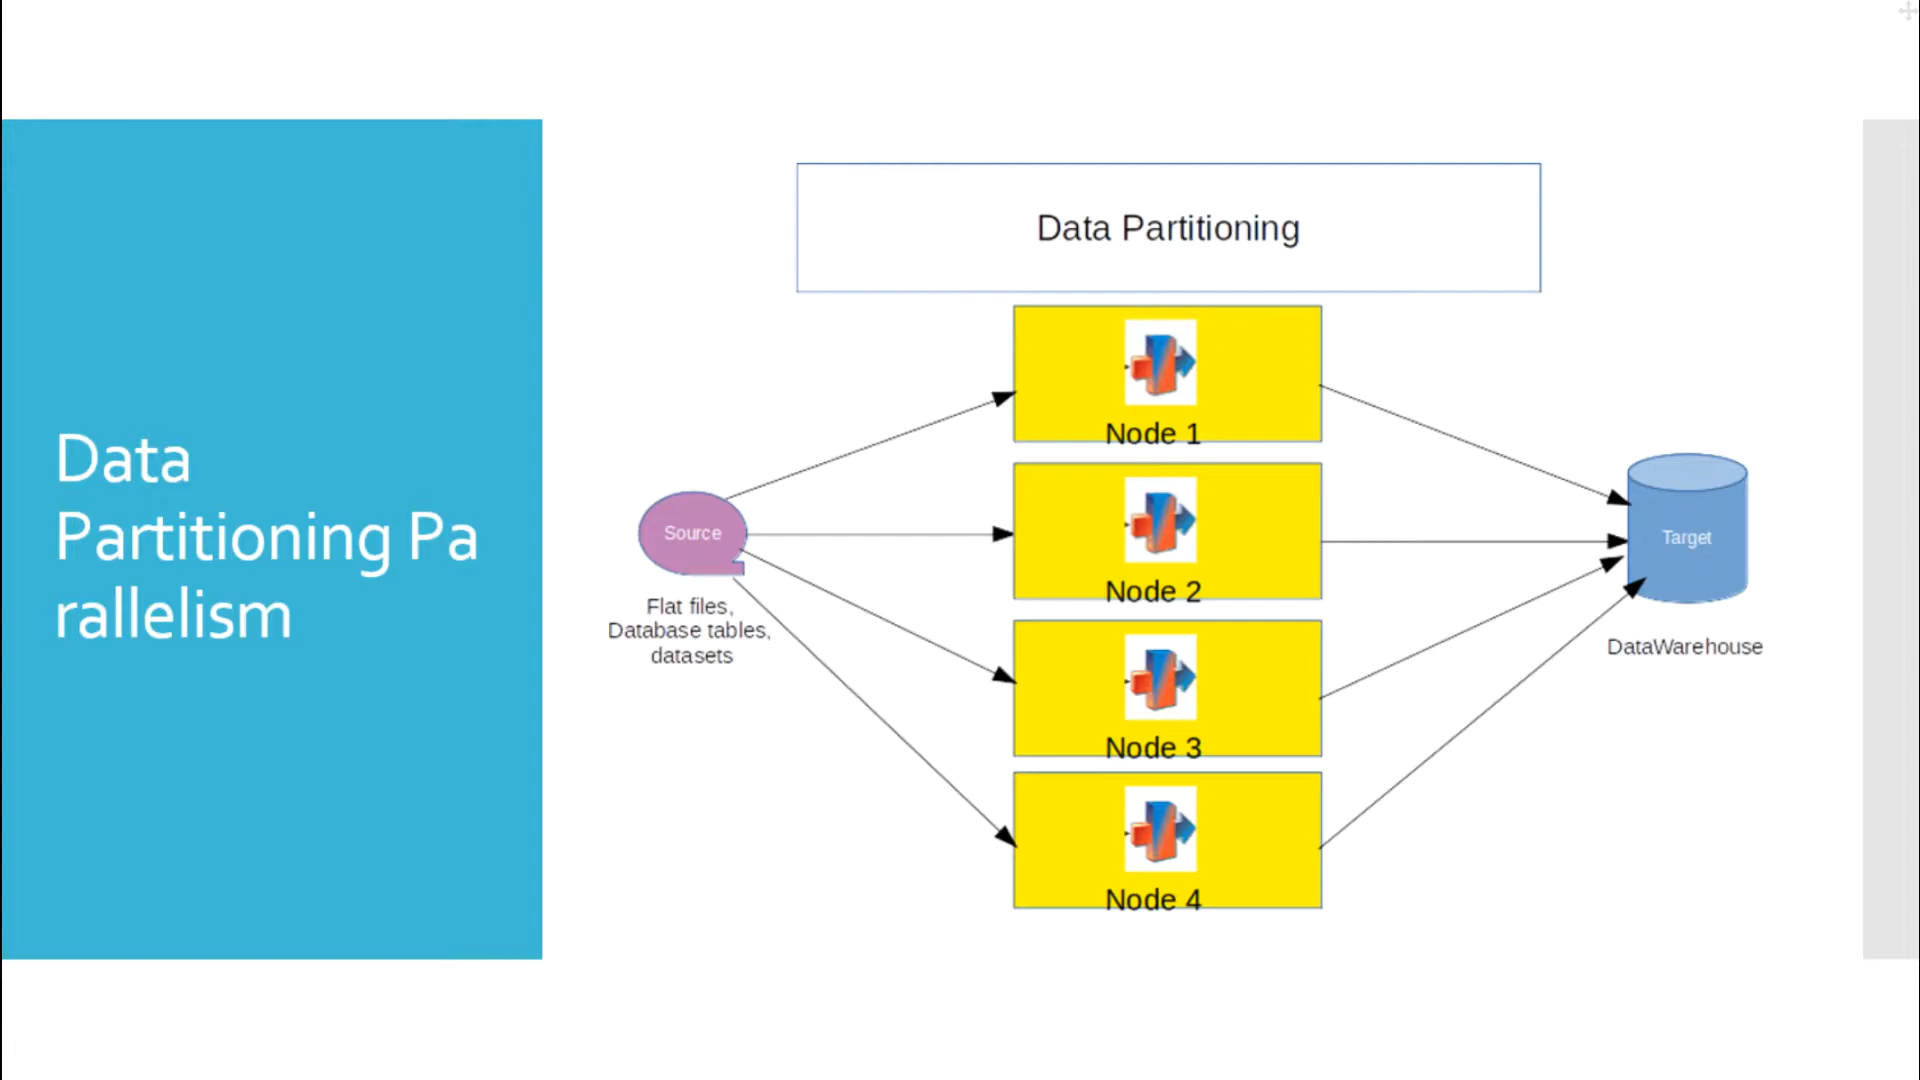 Data
Partitioning Pa
rallelism
Data Partitioning
Node 1
Node 2
Node 3
Node 4
Source
Flat files,
Database tables,
datasets
Target
DataWarehouse